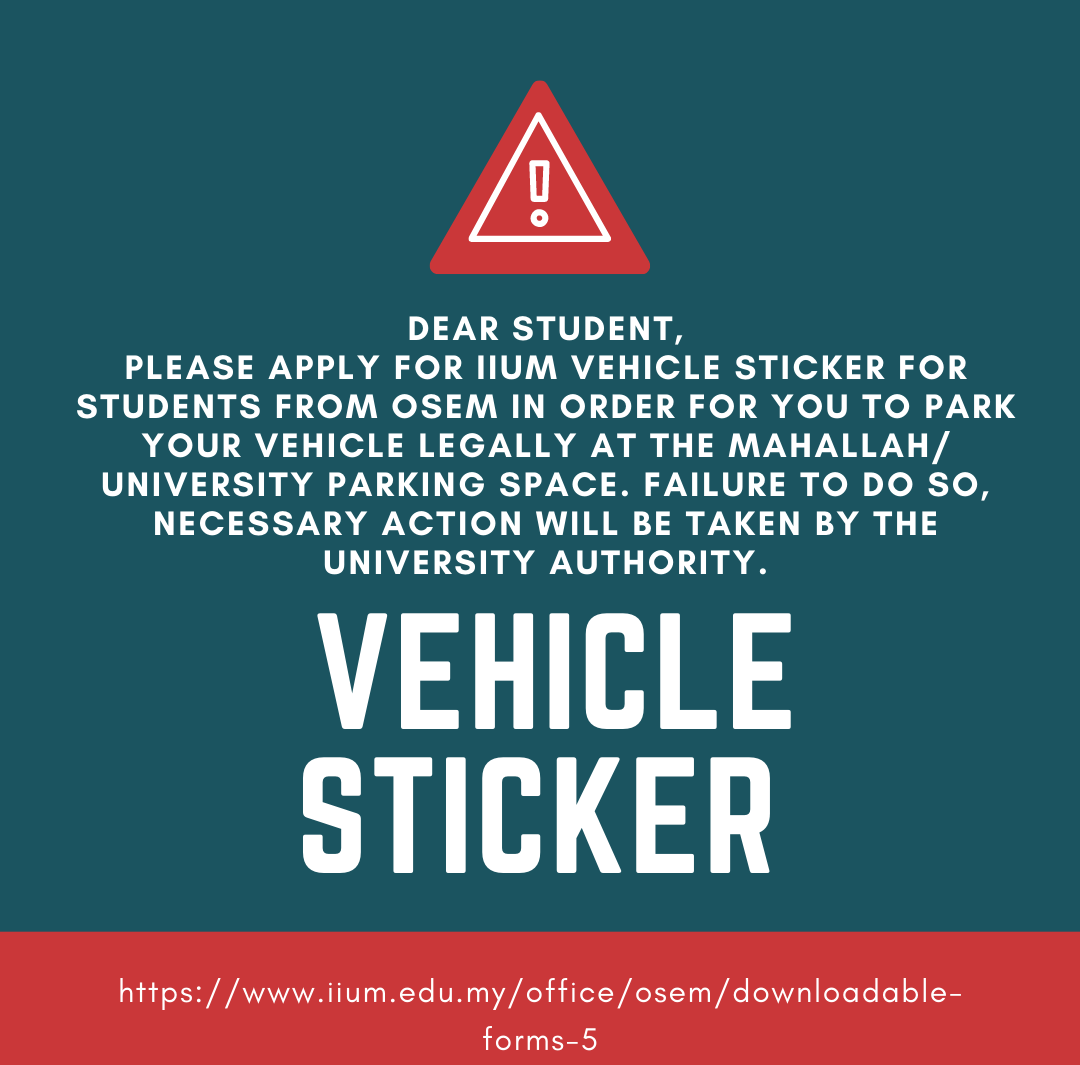 DEAR STUDENT,
PLEASE APPLY FOR IIUM VEHICLE STICKER FOR
STUDENTS FROM OSEM IN ORDER FOR YOU TO PARK
YOUR VEHICLE LEGALLY AT THE MAHALLAH/
UNIVERSITY PARKING SPACE. FAILURE TO DO SO,
NECESSARY ACTION WILL BE TAKEN BY THE
UNIVERSITY AUTHORITY.
VEHICLE
STICKER
https://www.iium.edu.my/office/osem/downloadable-
forms-5